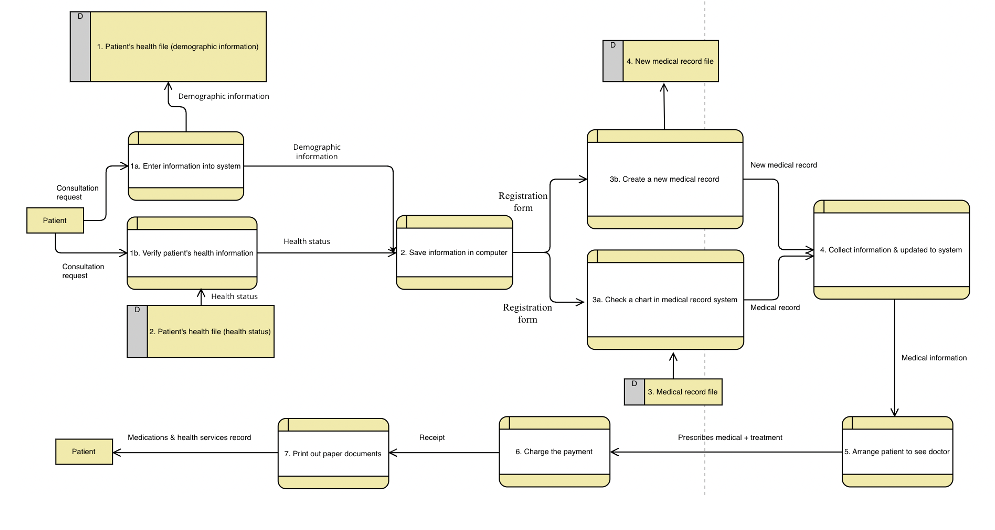 D
1. Patient's health file (demographic information)
D
4. New medical record file
Demographic information
1a. Enter information into system
Demographic
information
3b. Create a new medical record
New medical record
Consultation
request
Registration
form
Patient
1b. Verify patient's health information
Health status
2. Save information in computer
4. Collect information & updated to system
Consultation
request
Health status
3a. Check a chart in medical record system
Registration
form
Medical record
D
2. Patient's health file (health status)
Medical information
D
3. Medical record file
Patient
Medications & health services record
7. Print out paper documents
Receipt
6. Charge the payment
Prescribes medical + treatment
5. Arrange patient to see doctor